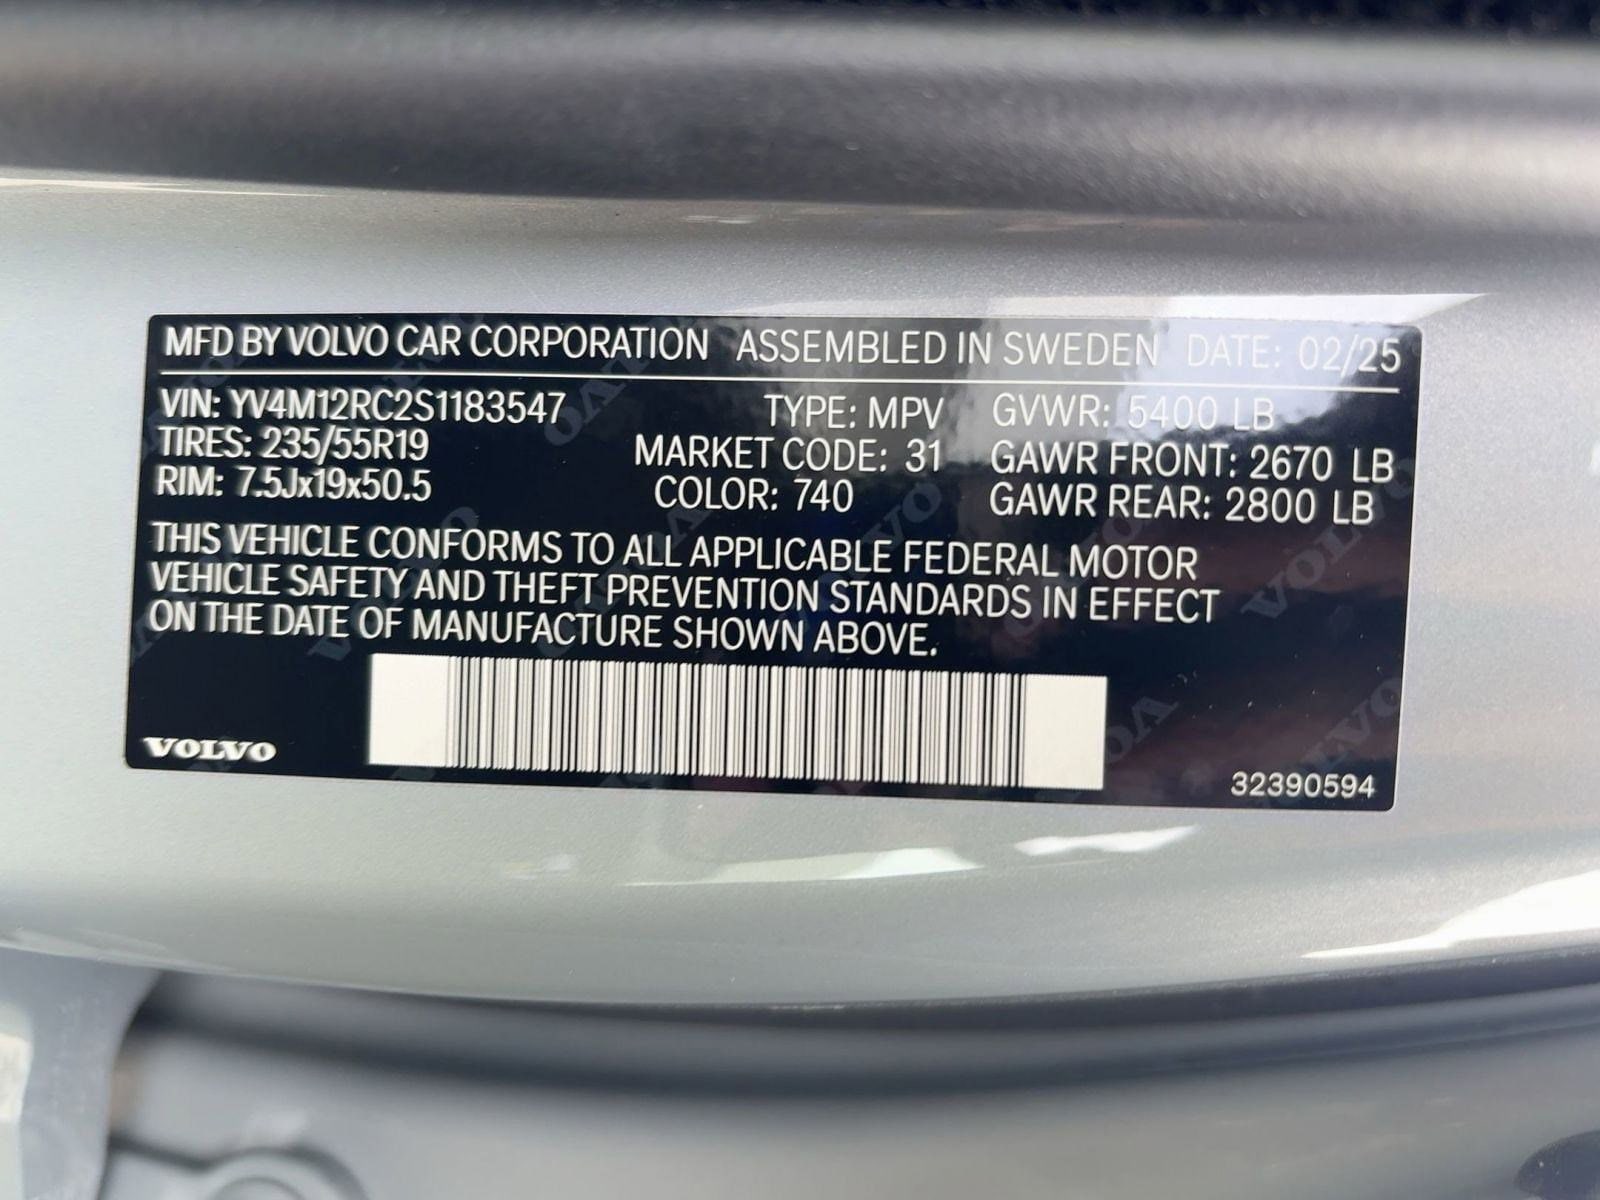 MFD BY VOLVO CAR CORPORATION ASSEMBLED IN SWEDEN DATE: 02/25
VIN: YV4M12RC2S1183547 TYPE: MPV GVWR: 5400 LB
TIRES: 235/55R19 MARKET CODE: 31 GAWR FRONT: 2670 LB
RIM: 7.5Jx19x50.5 COLOR: 740 GAWR REAR: 2800 LB
THIS VEHICLE CONFORMS TO ALL APPLICABLE FEDERAL MOTOR
VEHICLE SAFETY AND THEFT PREVENTION STANDARDS IN EFFECT
ON THE DATE OF MANUFACTURE SHOWN ABOVE.
VOLVO
32390594